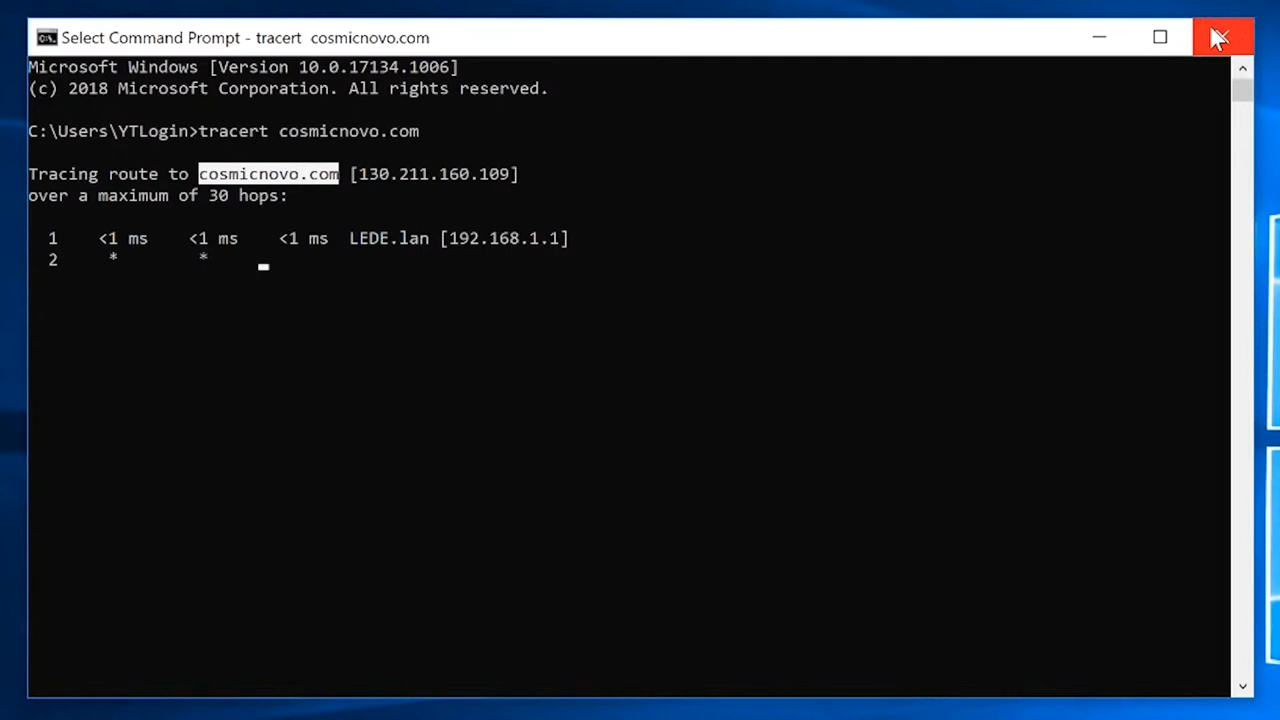 Select Command Prompt - tracert  cosmicnovo.com
Microsoft Windows [Version 10.0.17134.1006]
(c) 2018 Microsoft Corporation. All rights reserved.
C:\Users\YTLogin>tracert cosmicnovo.com
Tracing route to cosmicnovo.com [130.211.160.109]
over a maximum of 30 hops:
  1    <1 ms    <1 ms    <1 ms  LEDE.lan [192.168.1.1]
  2     *        *